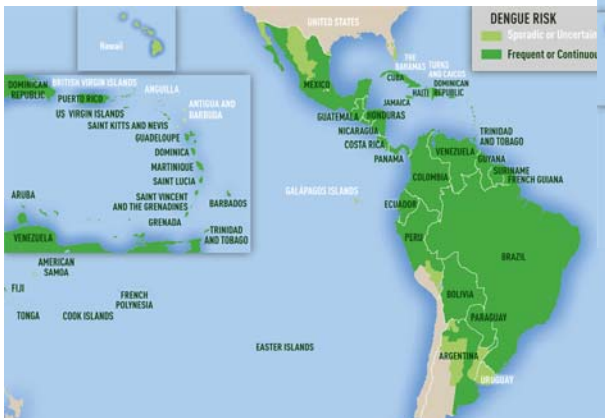 DENGUE RISK
Sporadic or Uncertain
Frequent or Continuou
UNITED STATES
Hawaii
MEXICO
THE
BAHAMAS
TURKS
AND CAICOS
CUBA
HAITI
DOMINICAN
REPUBLIC
JAMAICA
GUATEMALA
HONDURAS
NICARAGUA
COSTA RICA
PANAMA
TRINIDAD
AND TOBAGO
VENEZUELA
GUYANA
SURINAME
FRENCH GUIANA
COLOMBIA
GALÁPAGOS ISLANDS
ECUADOR
PERU
BRAZIL
BOLIVIA
PARAGUAY
ARGENTINA
URUGUAY
EASTER ISLANDS
DOMINICAN
REPUBLIC
BRITISH VIRGIN ISLANDS
PUERTO RICO
ANGUILLA
US VIRGIN ISLANDS
ANTIGUA AND
BARBUDA
SAINT KITTS AND NEVIS
GUADELOUPE
DOMINICA
MARTINIQUE
SAINT LUCIA
ARUBA
SAINT VINCENT
AND THE GRENADINES
BARBADOS
GRENADA
TRINIDAD
AND TOBAGO
VENEZUELA
AMERICAN
SAMOA
FIJI
FRENCH
POLYNESIA
TONGA
COOK ISLANDS